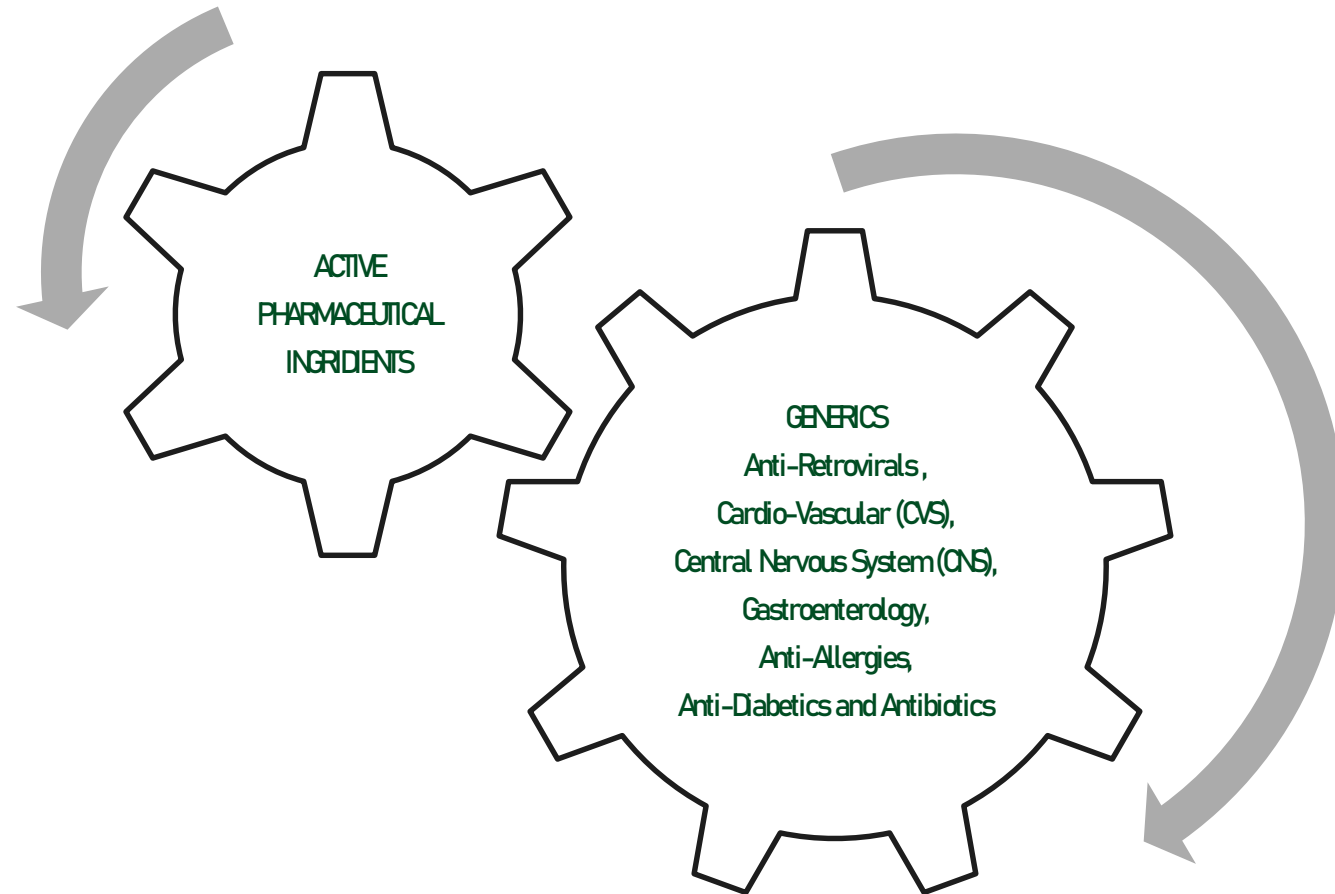 ACTIVE
PHARMACEUTICAL
INGRIDIENTS
GENERICS
Anti-Retrovirals ,
Cardio-Vascular (CVS),
Central Nervous System (CNS),
Gastroenterology,
Anti-Allergies,
Anti-Diabetics and Antibiotics